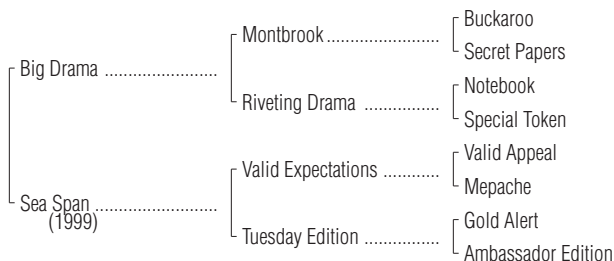 Buckaroo
Montbrook
Secret Papers
Big Drama
Notebook
Riveting Drama
Special Token
Valid Appeal
Valid Expectations
Mepache
Sea Span
(1999)
Gold Alert
Tuesday Edition
Ambassador Edition